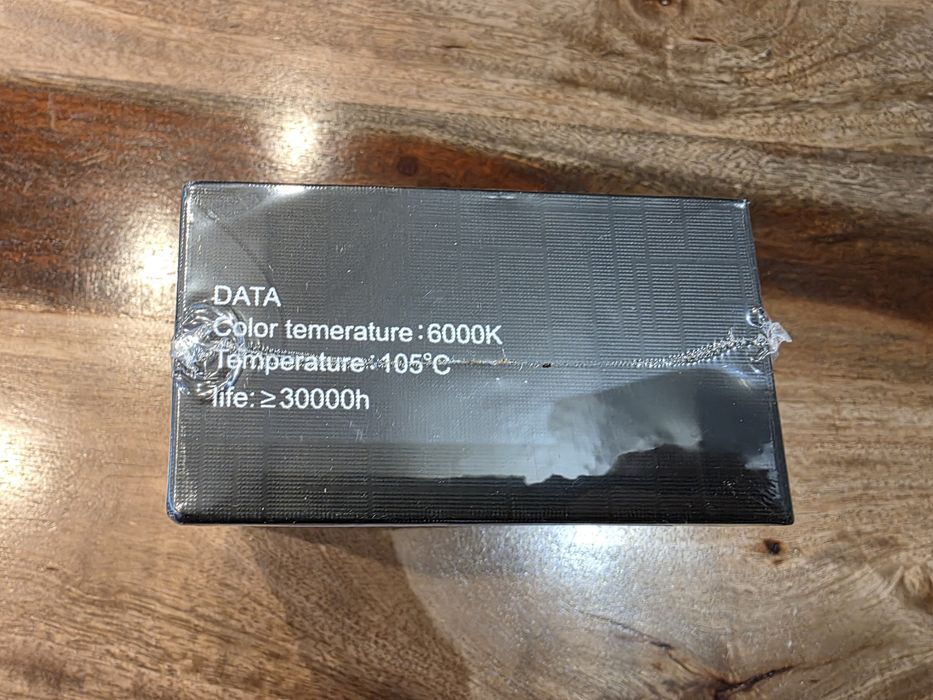 DATA
Color temerature:6000K
Temperature:105°C
life:≥30000h